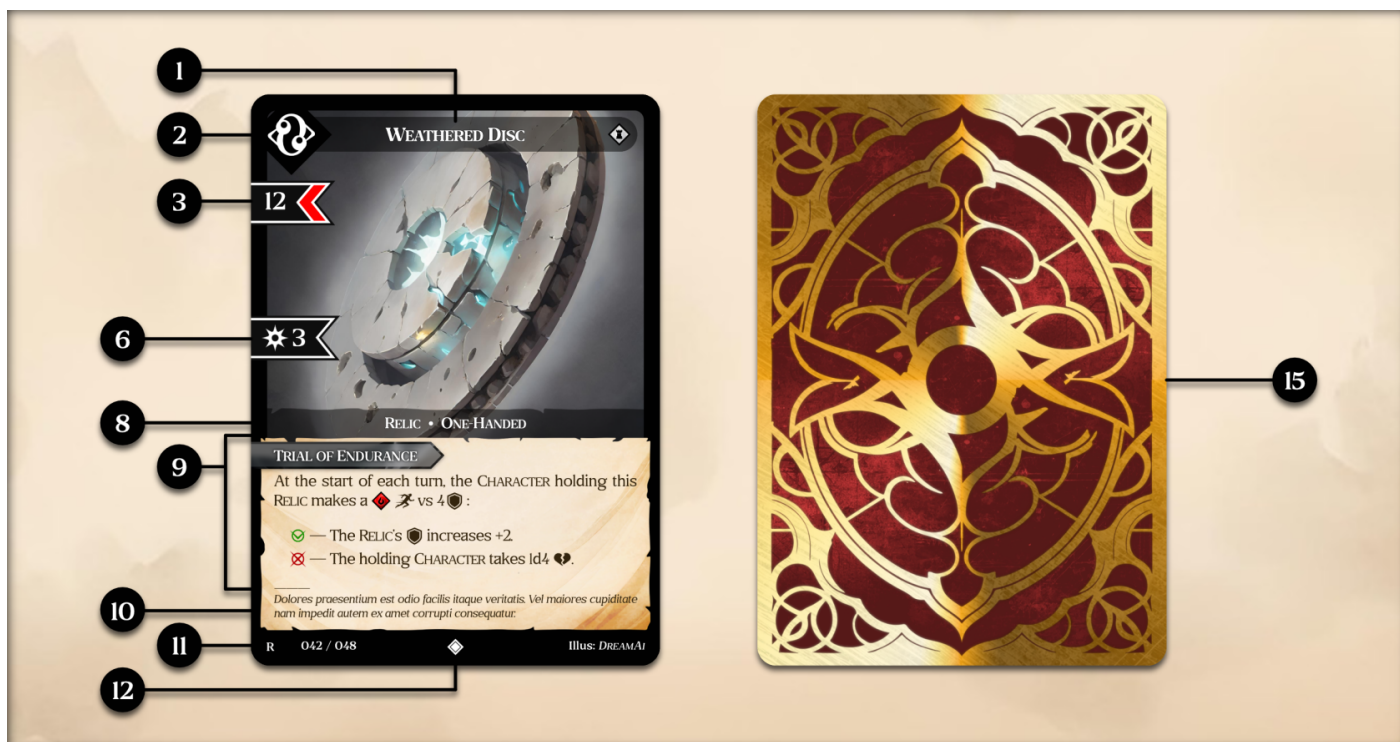 1
2
WEATHERED DISC
3
12
6
3
15
8
RELIC • ONE-HANDED
9
TRIAL OF ENDURANCE
At the start of each turn, the CHARACTER holding this
RELIC makes a vs 4 :
— The RELIC'S increases +2.
— The holding CHARACTER takes 1d4 .
10
Dolores praesentium est odio facilis itaque veritatis. Vel maiores cupiditate
nam impedit autem ex amet corrupti consequatur.
11
R 042 / 048 Illus: DREAMAI
12